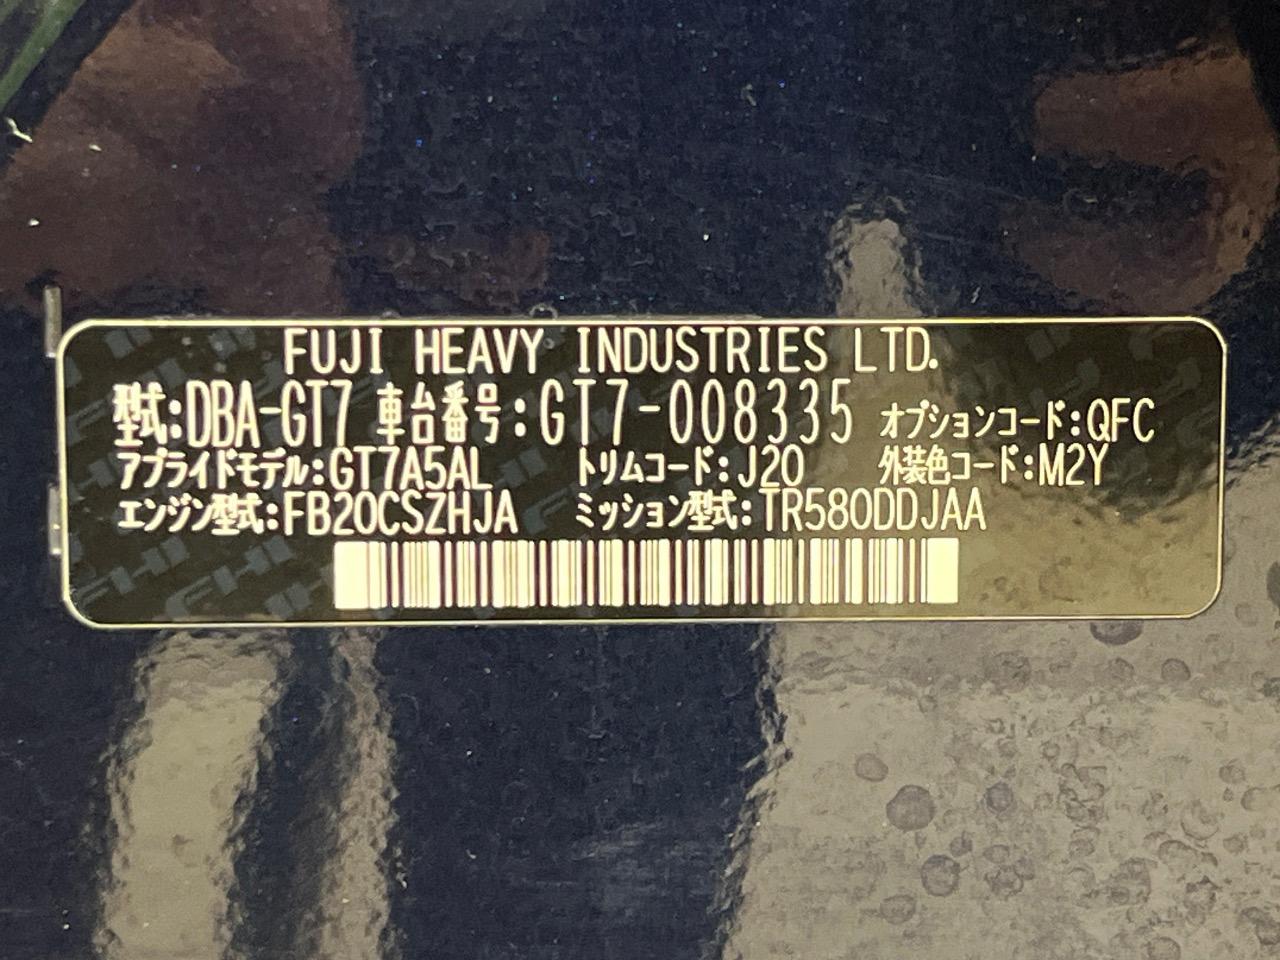 FUJI HEAVY INDUSTRIES LTD.
型式:DBA-GT7 車台番号:GT7-008335 オプションコード:QFC
アプライドモデル:GT7A5AL トリムコード:J20 外装色コード:M2Y
エンジン型式:FB20CSZHJA ミッション型式:TR580DDJAA